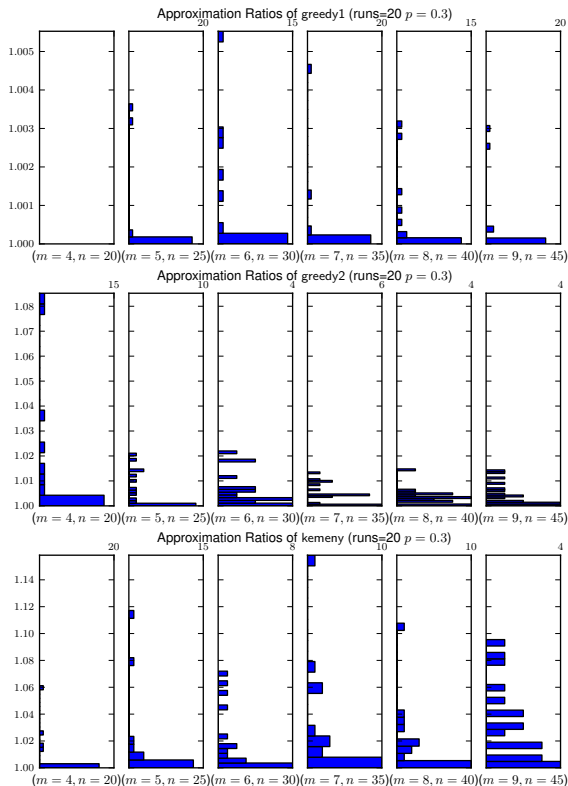 Approximation Ratios of greedy1 (runs=20 p = 0.3)
20 15 20 15 20
1.005
1.004
1.003
1.002
1.001
1.000
(m = 4, n = 20)(m = 5, n = 25)(m = 6, n = 30)(m = 7, n = 35)(m = 8, n = 40)(m = 9, n = 45)
Approximation Ratios of greedy2 (runs=20 p = 0.3)
15 10 4 6 4 4
1.08
1.07
1.06
1.05
1.04
1.03
1.02
1.01
1.00
(m = 4, n = 20)(m = 5, n = 25)(m = 6, n = 30)(m = 7, n = 35)(m = 8, n = 40)(m = 9, n = 45)
Approximation Ratios of kemeny (runs=20 p = 0.3)
20 15 8 10 10 4
1.14
1.12
1.10
1.08
1.06
1.04
1.02
1.00
(m = 4, n = 20)(m = 5, n = 25)(m = 6, n = 30)(m = 7, n = 35)(m = 8, n = 40)(m = 9, n = 45)